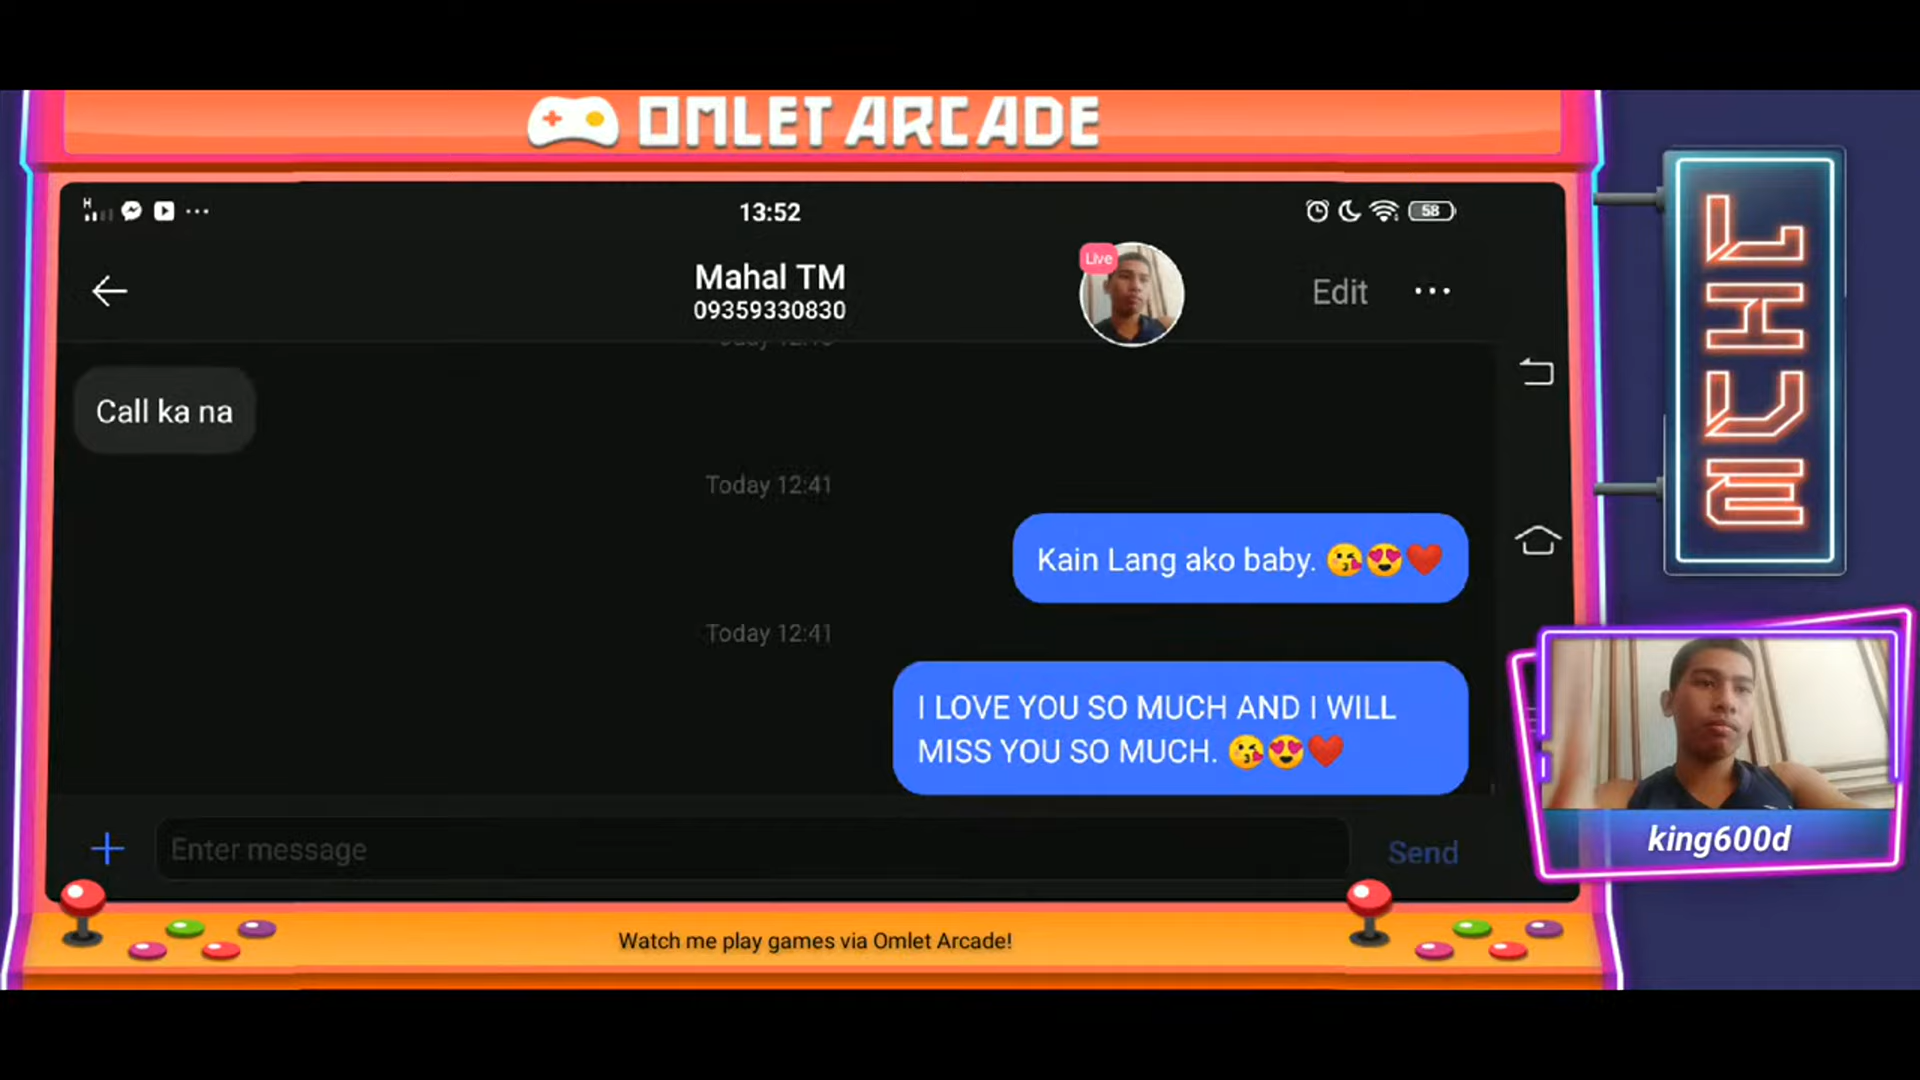 OMLET ARCADE
H
13:52
58
Mahal TM
09359330830
Live
Edit
Call ka na
Today 12:41
Kain Lang ako baby. 😘😍❤️
Today 12:41
I LOVE YOU SO MUCH AND I WILL
MISS YOU SO MUCH. 😘😍❤️
Enter message
Send
LIVE
king600d
Watch me play games via Omlet Arcade!